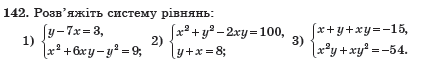 142. Розв'яжіть систему рівнянь:
1) { y − 7x = 3, x² + 6xy − y² = 9; 2) { x² + y² − 2xy = 100, y + x = 8; 3) { x + y + xy = −15, x²y + xy² = −54.